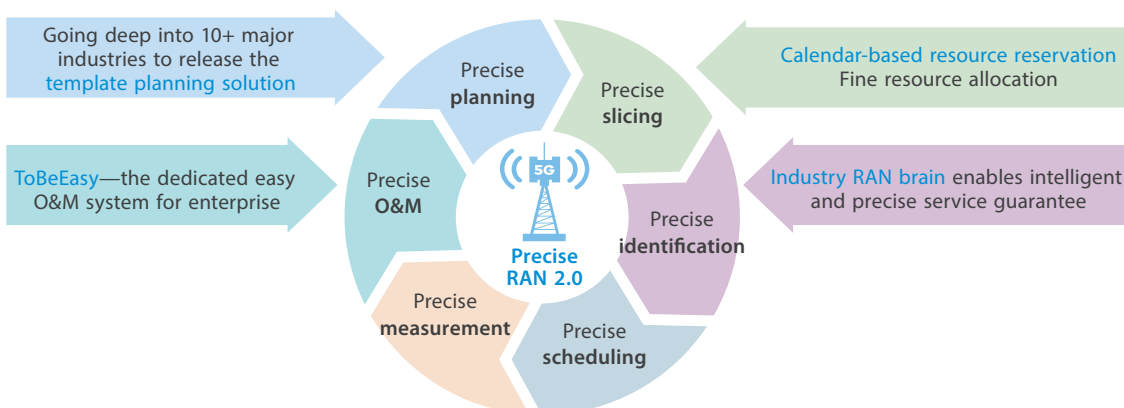 Going deep into 10+ major
industries to release the
template planning solution
Precise
planning
Precise
slicing
Calendar-based resource reservation
Fine resource allocation
ToBeEasy—the dedicated easy
O&M system for enterprise
Precise
O&M
5G
Precise
RAN 2.0
Precise
identification
Industry RAN brain enables intelligent
and precise service guarantee
Precise
measurement
Precise
scheduling